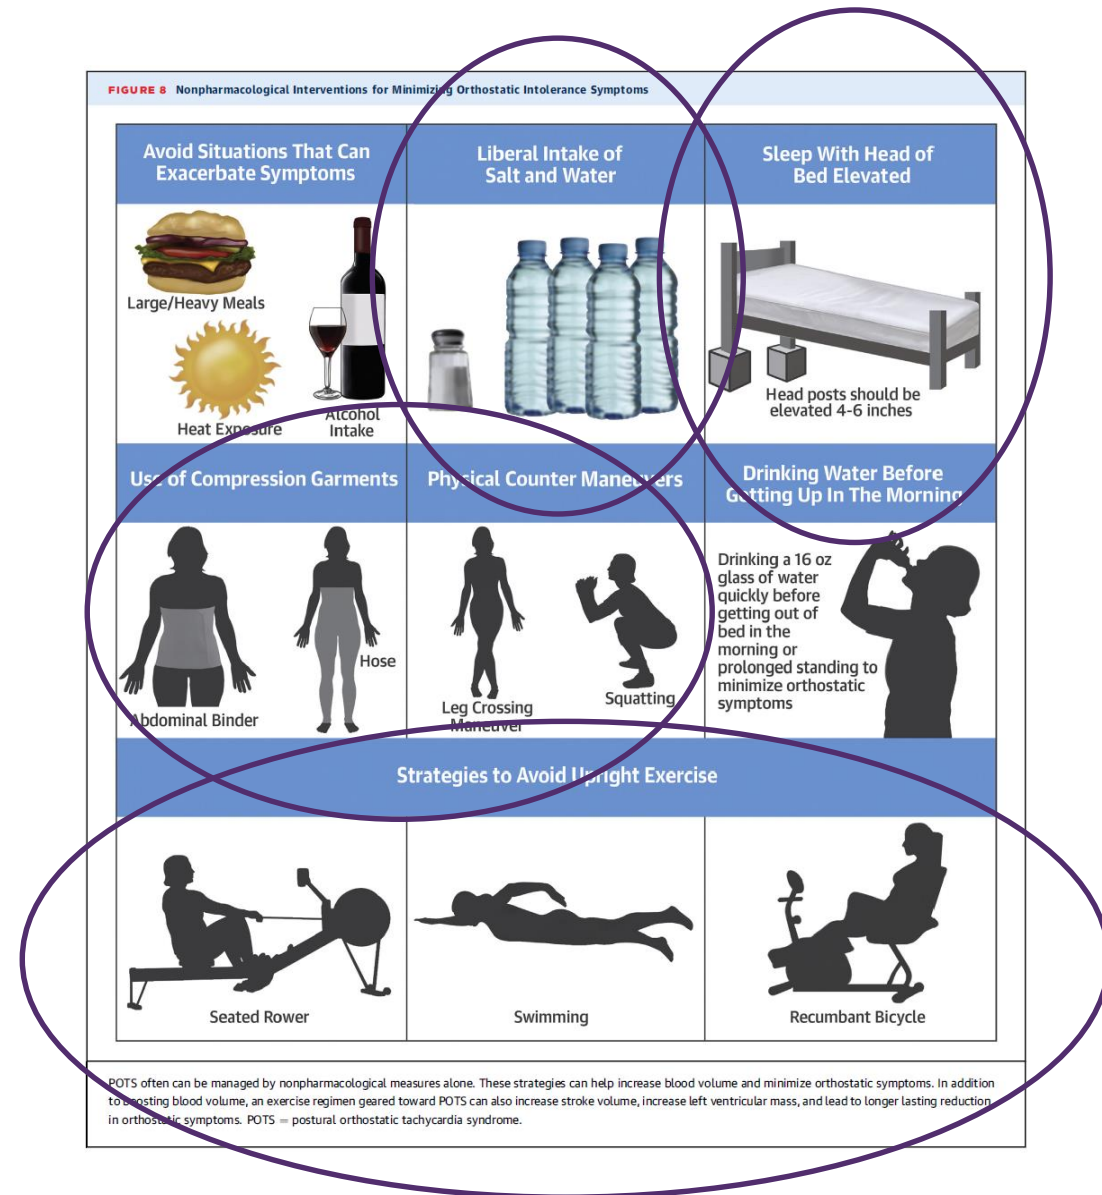 FIGURE 8 Nonpharmacological Interventions for Minimizing Orthostatic Intolerance Symptoms
Avoid Situations That Can
Exacerbate Symptoms
Large/Heavy Meals
Heat Exposure
Alcohol
Intake
Liberal Intake of
Salt and Water
Sleep With Head of
Bed Elevated
Head posts should be
elevated 4-6 inches
Use of Compression Garments
Abdominal Binder
Hose
Physical Counter Maneuvers
Leg Crossing
Maneuver
Squatting
Drinking Water Before
Getting Up In The Morning
Drinking a 16 oz
glass of water
quickly before
getting out of
bed in the
morning or
prolonged standing to
minimize orthostatic
symptoms
Strategies to Avoid Upright Exercise
Seated Rower
Swimming
Recumbant Bicycle
POTS often can be managed by nonpharmacological measures alone. These strategies can help increase blood volume and minimize orthostatic symptoms. In addition
to boosting blood volume, an exercise regimen geared toward POTS can also increase stroke volume, increase left ventricular mass, and lead to longer lasting reduction
in orthostatic symptoms. POTS = postural orthostatic tachycardia syndrome.